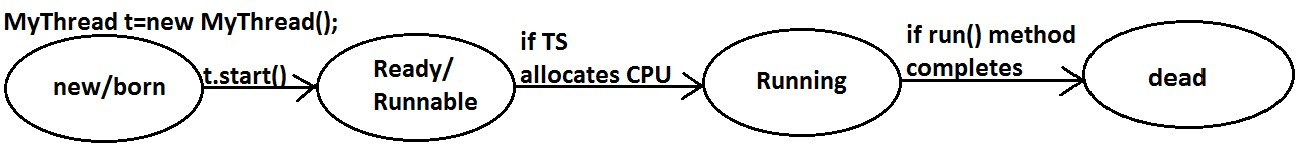 MyThread t=new MyThread();
new/born
t.start()
Ready/
Runnable
if TS
allocates CPU
Running
if run() method
completes
dead